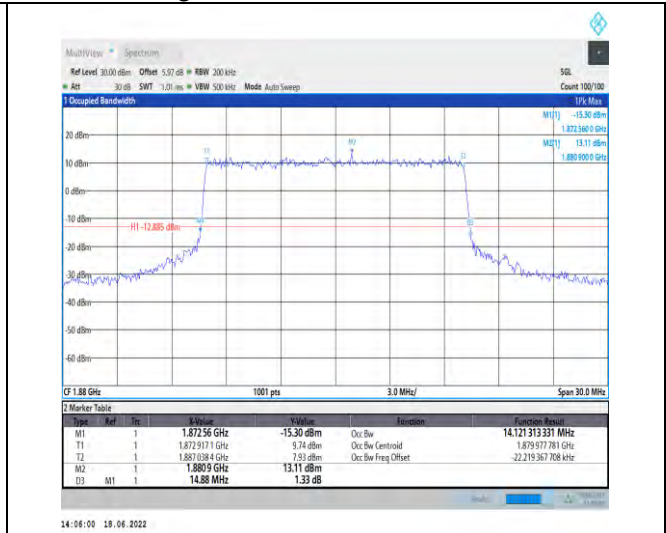 MultiView Spectrum
Ref Level 30.00 dBm Offset 5.97 dB RBW 200 kHz SGL
Att 30 dB SWT 1.01 ms VBW 500 kHz Mode Auto Sweep Count 100/100
1 Occupied Bandwidth 1Pk Max
M1[1] -15.30 dBm
1.872 560 0 GHz
20 dBm
M2[1] 13.11 dBm
1.880 900 0 GHz
T1 M2 T2
10 dBm
0 dBm
-10 dBm
H1 -12.885 dBm
-20 dBm
-30 dBm
-40 dBm
-50 dBm
-60 dBm
CF 1.88 GHz 1001 pts 3.0 MHz/ Span 30.0 MHz
2 Marker Table
Type Ref Trc X-Value Y-Value Function Function Result
M1 1 1.872 56 GHz -15.30 dBm Occ Bw 14.121 313 331 MHz
T1 1 1.872 917 1 GHz 9.74 dBm Occ Bw Centroid 1.879 977 781 GHz
T2 1 1.887 038 4 GHz 7.93 dBm Occ Bw Freq Offset -22.219 367 708 kHz
M2 1 1.880 9 GHz 13.11 dBm
D3 M1 1 14.88 MHz 1.33 dB
14:06:00 18.06.2022